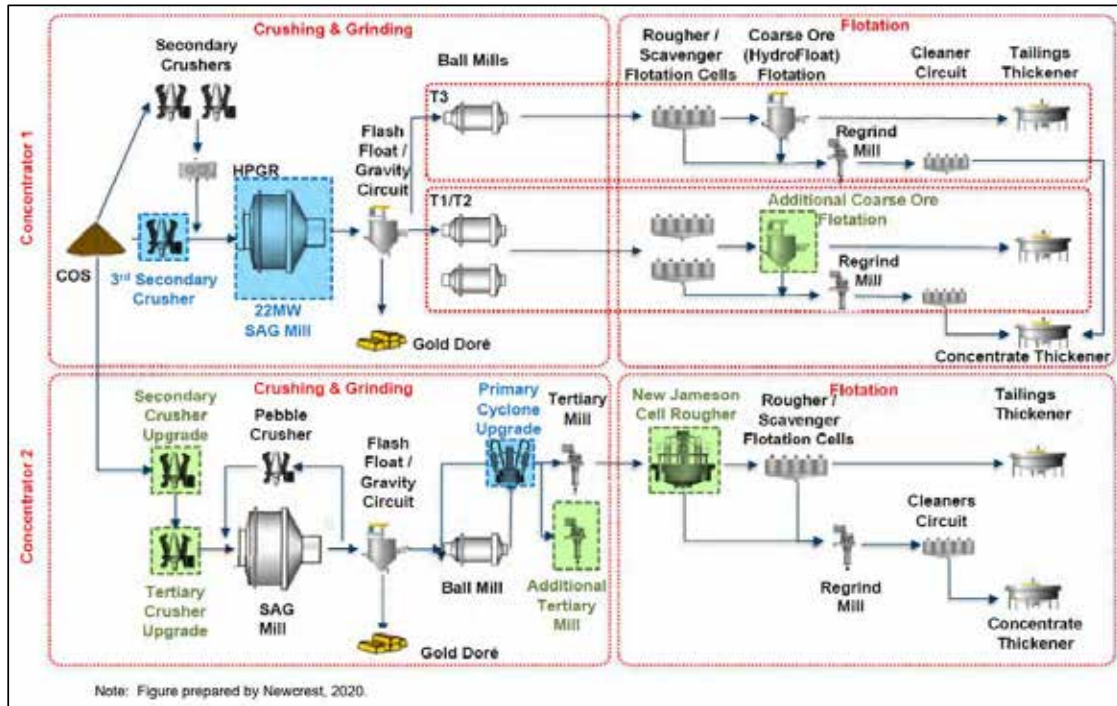 Concentrator 1
Crushing & Grinding
Secondary
Crushers
Ball Mills
T3
Flash
Float /
Gravity
Circuit
HPGR
T1/T2
COS
3rd Secondary
Crusher
22MW
SAG Mill
Gold Doré
Flotation
Rougher /
Scavenger
Flotation Cells
Coarse Ore
(HydroFloat)
Flotation
Cleaner
Circuit
Tailings
Thickener
Regrind
Mill
Additional Coarse Ore
Flotation
Regrind
Mill
Concentrate Thickener
Concentrator 2
Crushing & Grinding
Secondary
Crusher
Upgrade
Pebble
Crusher
Flash
Float /
Gravity
Circuit
Primary
Cyclone
Upgrade
Tertiary
Mill
Tertiary
Crusher
Upgrade
SAG
Mill
Ball Mill
Additional
Tertiary
Mill
Gold Doré
Flotation
New Jameson
Cell Rougher
Rougher /
Scavenger
Flotation Cells
Tailings
Thickener
Cleaners
Circuit
Regrind
Mill
Concentrate
Thickener
Note: Figure prepared by Newcrest, 2020.